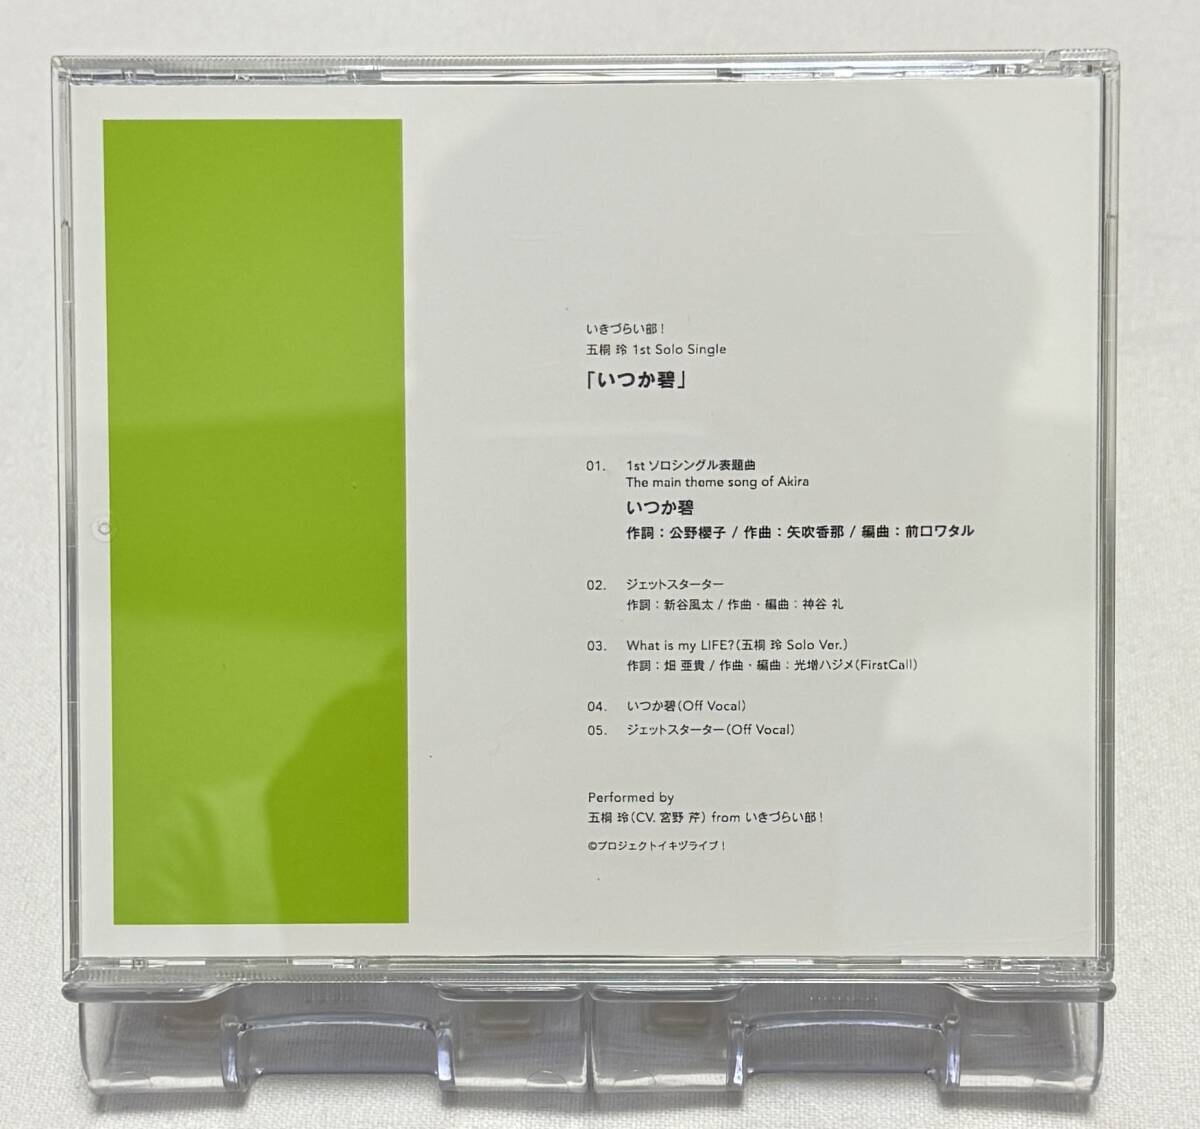 いきづらい部！
五桐 玲 1st Solo Single
「いつか碧」
01. 1stソロシングル表題曲
The main theme song of Akira
いつか碧
作詞：公野櫻子 / 作曲：矢吹香那 / 編曲：前口ワタル
02. ジェットスターター
作詞：新谷風太 / 作曲・編曲：神谷 礼
03. What is my LIFE?（五桐 玲 Solo Ver.）
作詞：畑 亜貴 / 作曲・編曲：光増ハジメ（FirstCall）
04. いつか碧（Off Vocal）
05. ジェットスターター（Off Vocal）
Performed by
五桐 玲（CV. 宮野 芹）from いきづらい部！
©プロジェクトイキヅライブ！